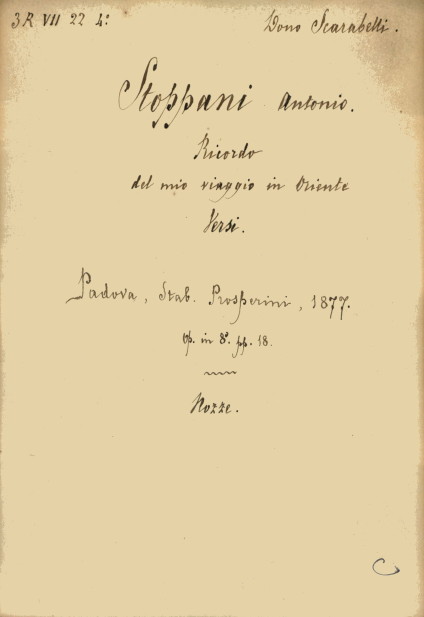 3R VII 22 4° Dono Scarabelli.
Stoppani Antonio.
Ricordo
del mio viaggio in Oriente
Versi.
Padova, Stab. Prosperini, 1877.
op. in 8° pp. 18.
Nozze.
C